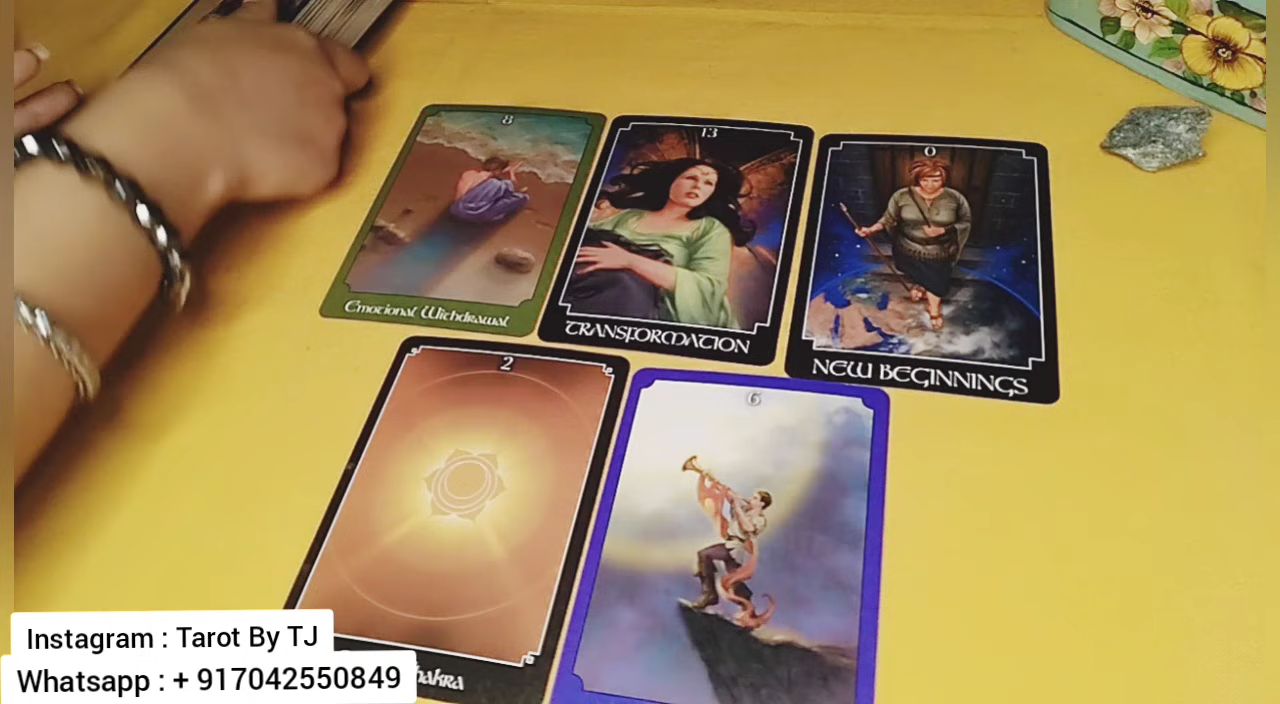 8
13
0
Emotional Withdrawal
TRANSFORMATION
NEW BEGINNINGS
2
6
Instagram : Tarot By TJ
Whatsapp : + 917042550849